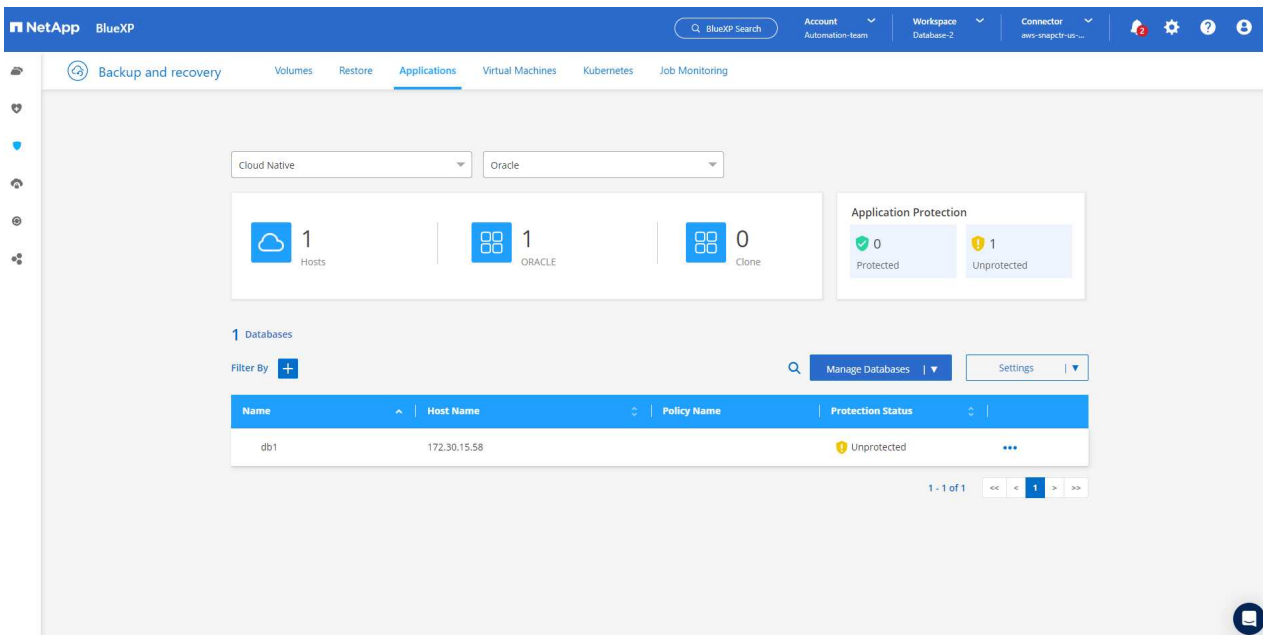 NetApp BlueXP
BlueXP Search
Account
Automation-team
Workspace
Database-2
Connector
aws-snapctr-us-...
2
Backup and recovery
Volumes Restore Applications Virtual Machines Kubernetes Job Monitoring
Cloud Native
Oracle
1
Hosts
1
ORACLE
0
Clone
Application Protection
0
Protected
1
Unprotected
1 Databases
Filter By +
Manage Databases | ▼
Settings | ▼
Name Host Name Policy Name Protection Status
db1 172.30.15.58 Unprotected •••
1 - 1 of 1 << < 1 > >>